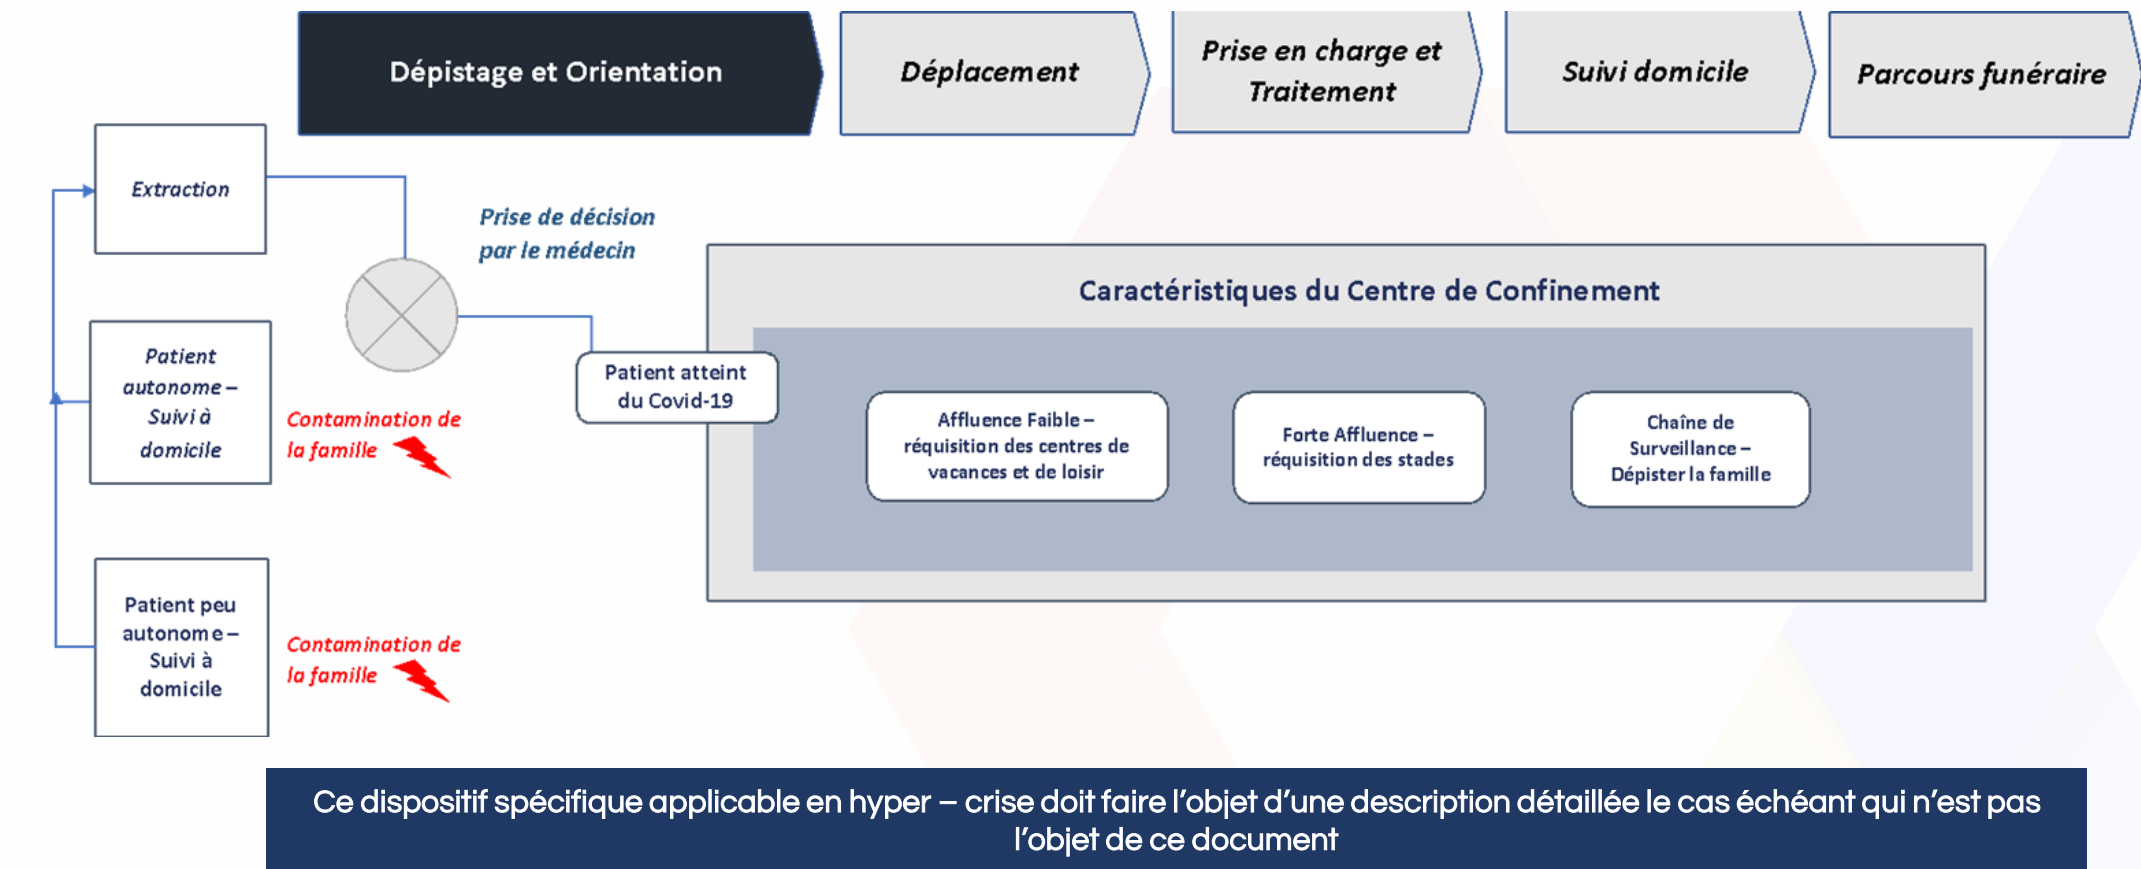 Dépistage et Orientation
Déplacement
Prise en charge et
Traitement
Suivi domicile
Parcours funéraire
Extraction
Prise de décision
par le médecin
Caractéristiques du Centre de Confinement
Patient
autonome –
Suivi à
domicile
Contamination de
la famille
Patient atteint
du Covid-19
Affluence Faible –
réquisition des centres de
vacances et de loisir
Forte Affluence –
réquisition des stades
Chaîne de
Surveillance –
Dépister la famille
Patient peu
autonome –
Suivi à
domicile
Contamination de
la famille
Ce dispositif spécifique applicable en hyper – crise doit faire l'objet d'une description détaillée le cas échéant qui n'est pas
l'objet de ce document